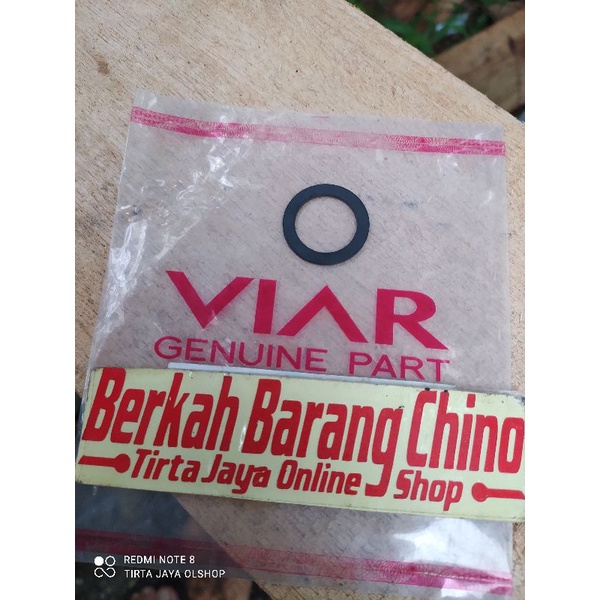 VIAR
GENUINE PART
Berkah Barang Chino
Tirta Jaya Online Shop
REDMI NOTE 8
TIRTA JAYA OLSHOP